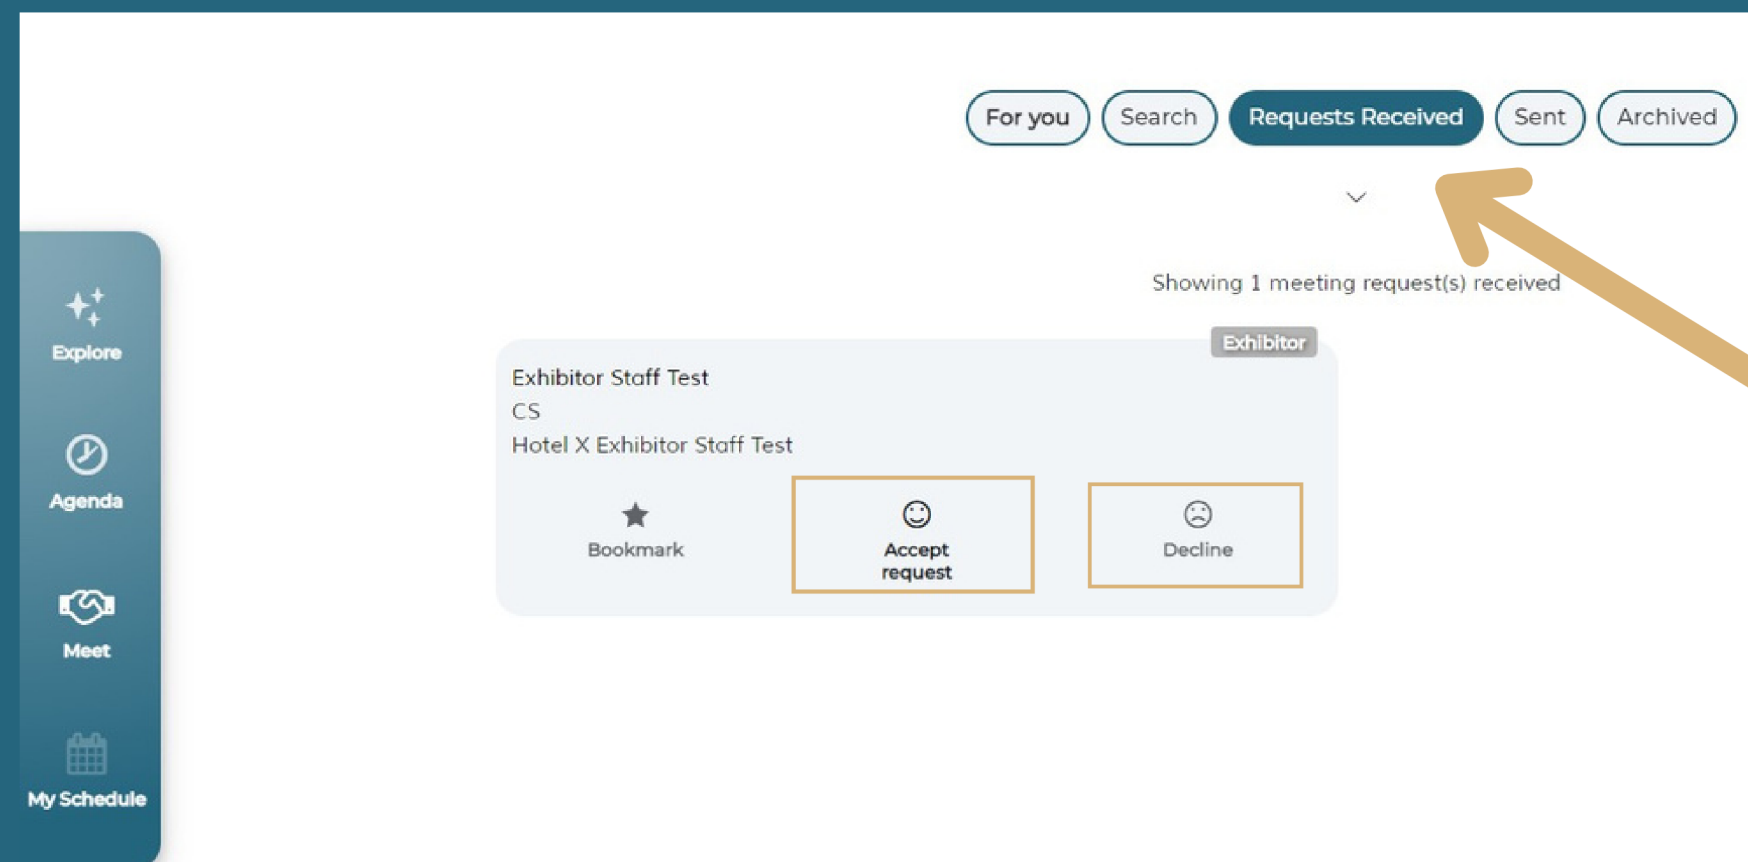 For you
Search
Requests Received
Sent
Archived
Showing 1 meeting request(s) received
Exhibitor
Exhibitor Staff Test
CS
Hotel X Exhibitor Staff Test
Bookmark
Accept
request
Decline
Explore
Agenda
Meet
My Schedule